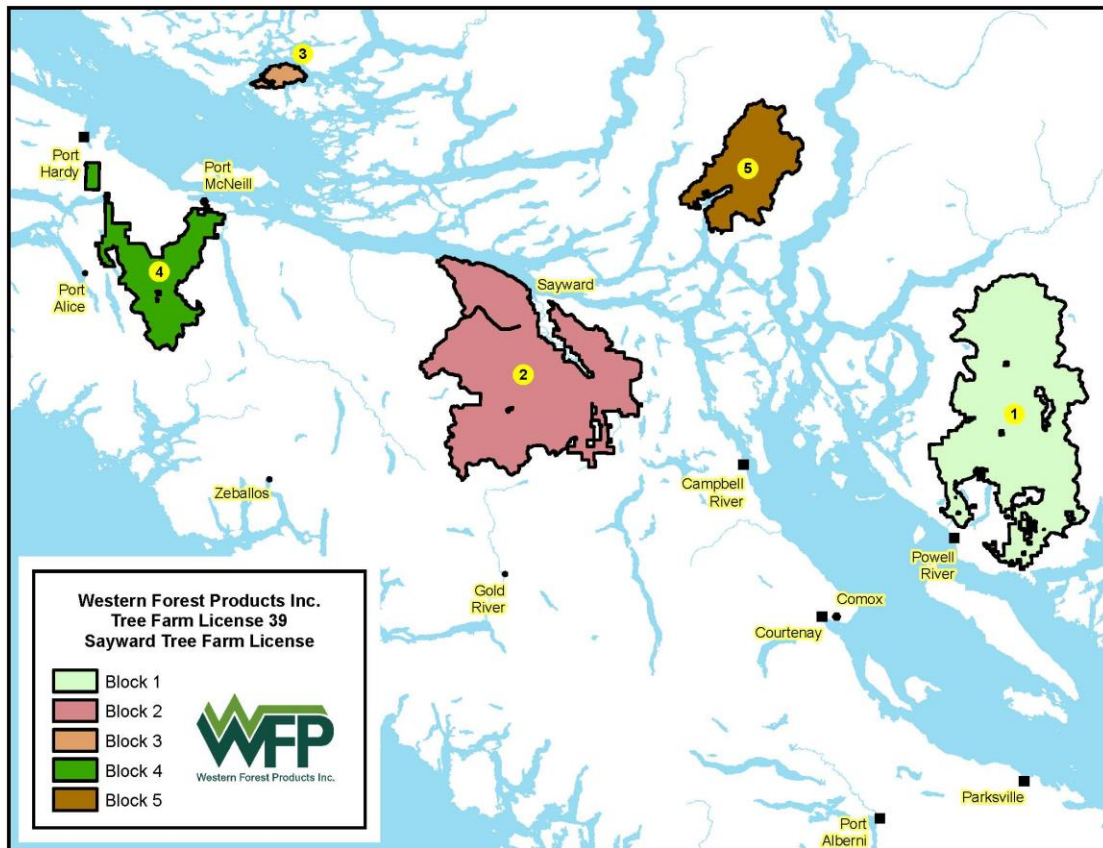 3
Port
Hardy
Port
McNeill
5
4
Port
Alice
Sayward
2
1
Zeballos
Campbell
River
Powell
River
Gold
River
Comox
Courtenay
Parksville
Port
Alberni
Western Forest Products Inc.
Tree Farm License 39
Sayward Tree Farm License
Block 1
Block 2
Block 3
Block 4
Block 5
WFP
Western Forest Products Inc.